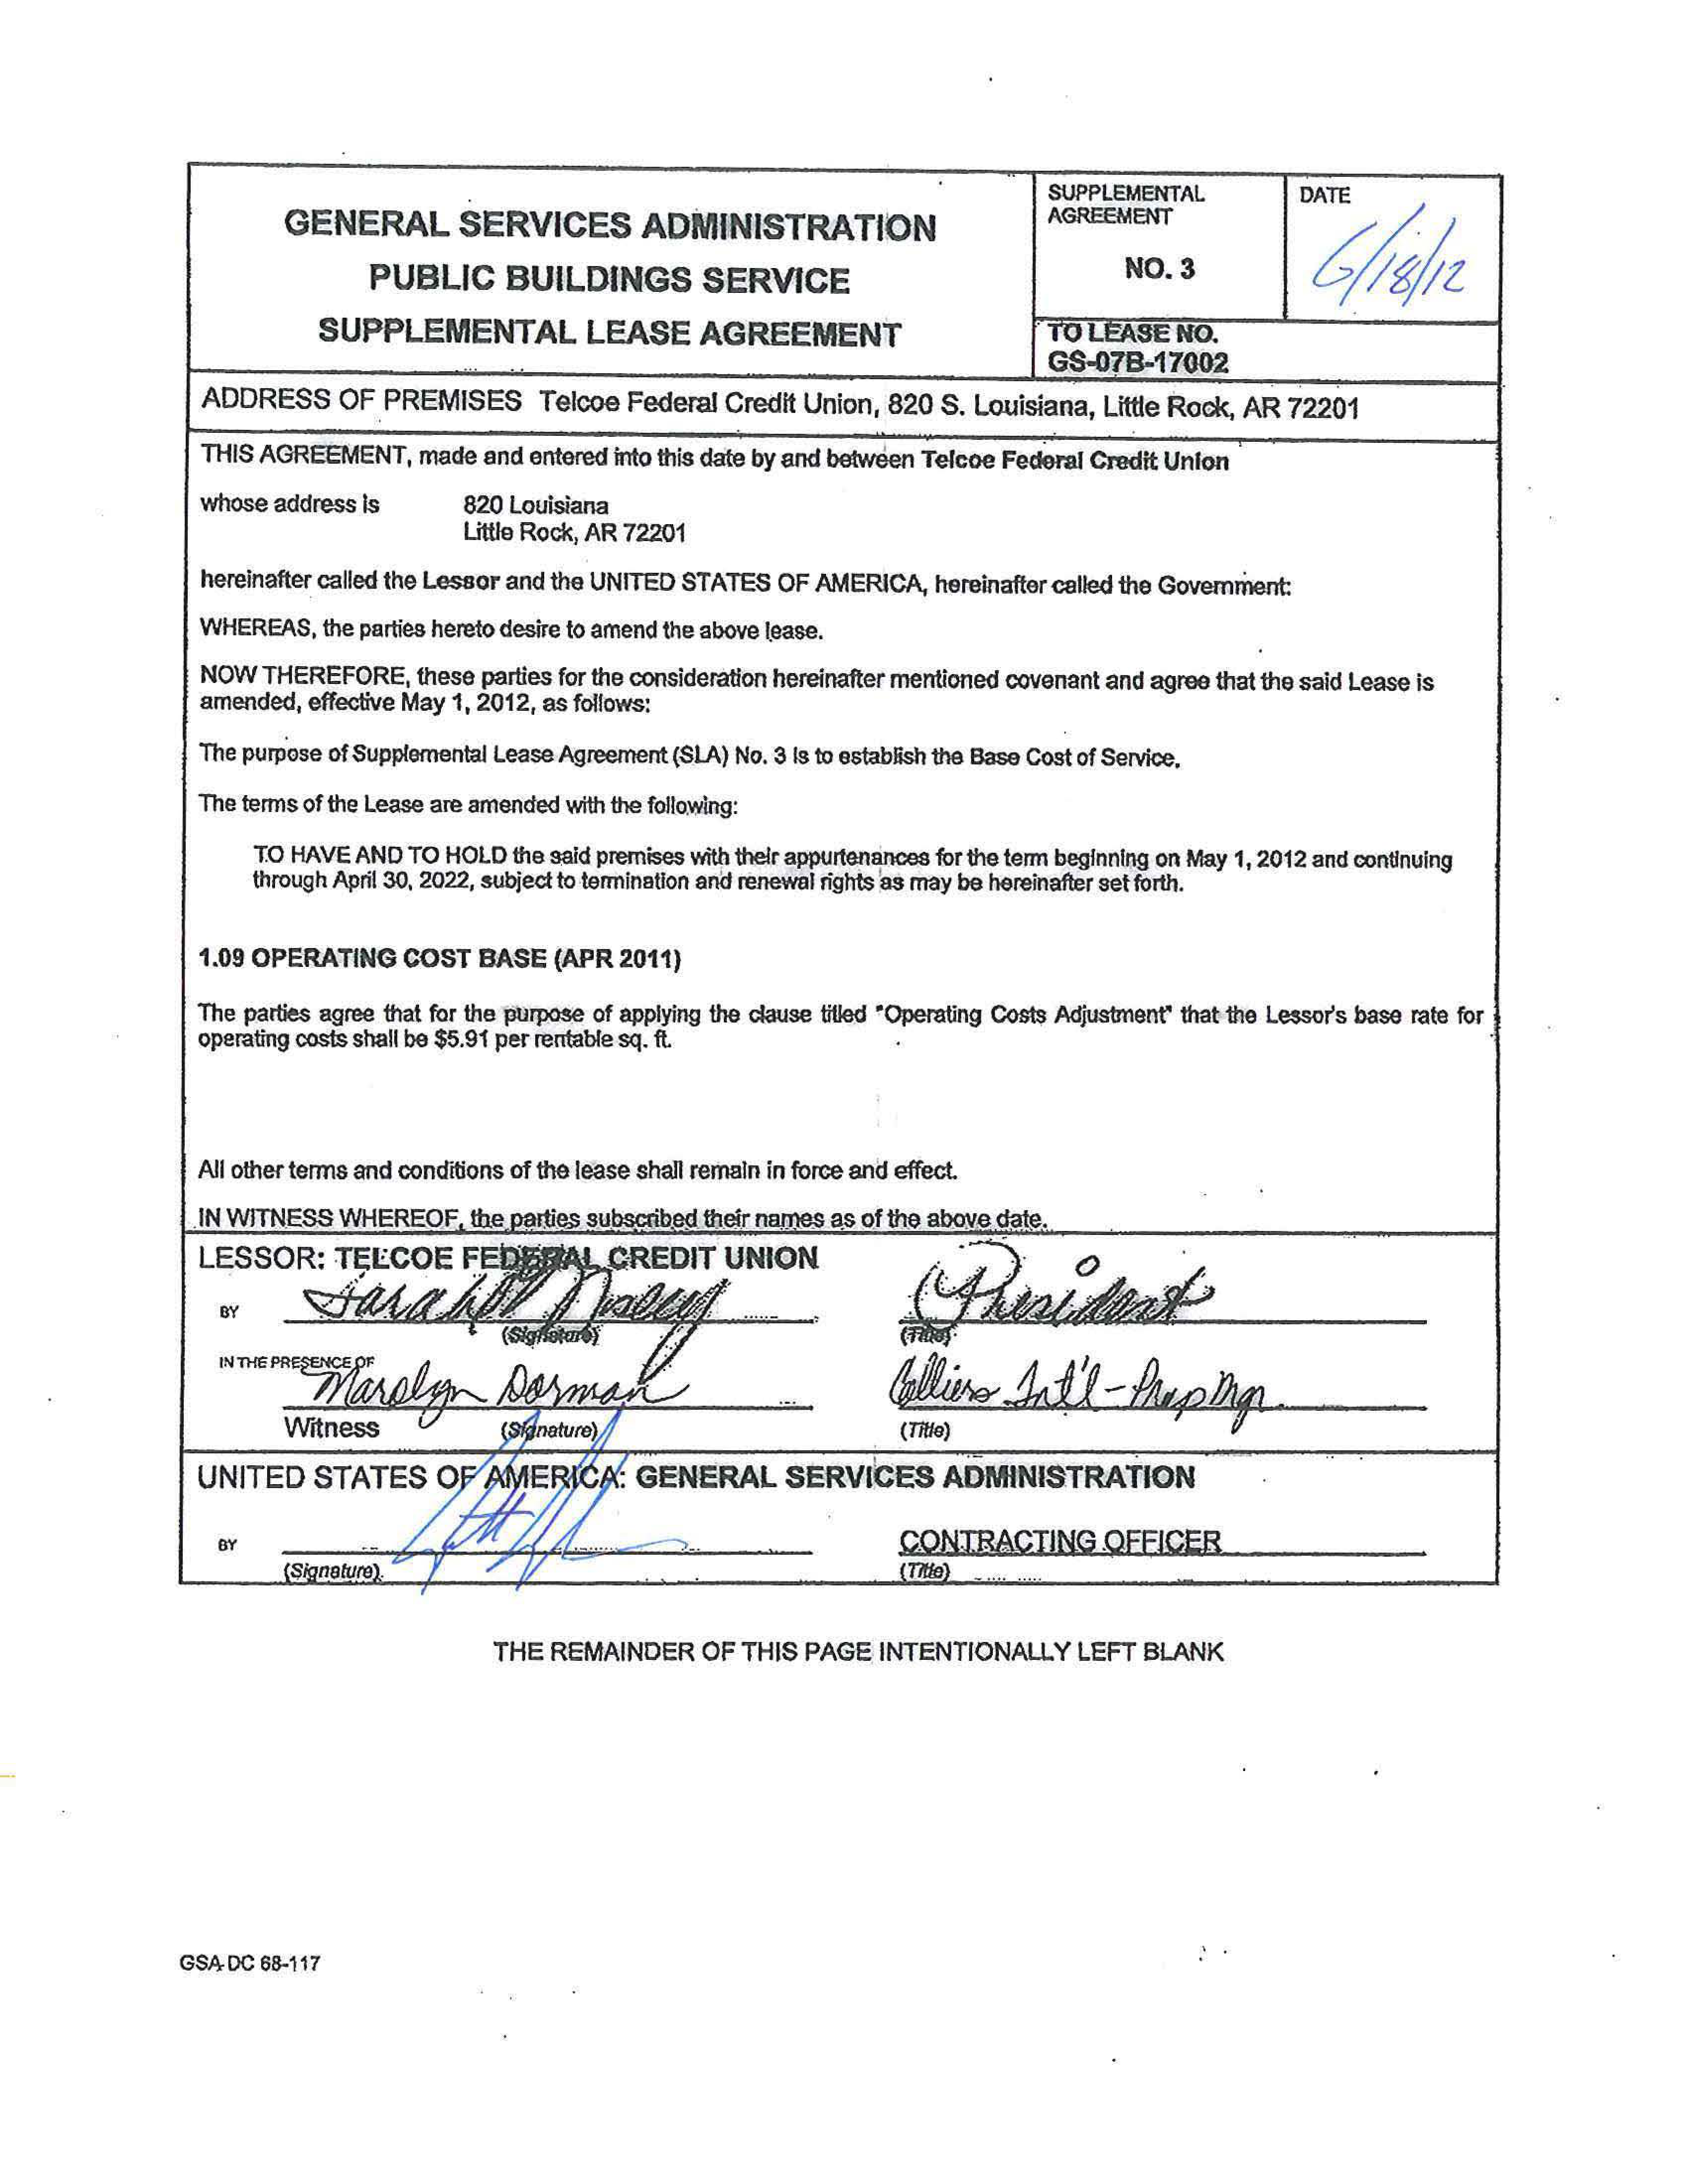 GENERAL SERVICES ADMINISTRATION
PUBLIC BUILDINGS SERVICE
SUPPLEMENTAL LEASE AGREEMENT
SUPPLEMENTAL
AGREEMENT
NO. 3
DATE
6/18/12
TO LEASE NO.
GS-07B-17002
ADDRESS OF PREMISES Telcoe Federal Credit Union, 820 S. Louisiana, Little Rock, AR 72201
THIS AGREEMENT, made and entered into this date by and between Telcoe Federal Credit Union
whose address is 820 Louisiana
Little Rock, AR 72201
hereinafter called the Lessor and the UNITED STATES OF AMERICA, hereinafter called the Government:
WHEREAS, the parties hereto desire to amend the above lease.
NOW THEREFORE, these parties for the consideration hereinafter mentioned covenant and agree that the said Lease is
amended, effective May 1, 2012, as follows:
The purpose of Supplemental Lease Agreement (SLA) No. 3 is to establish the Base Cost of Service.
The terms of the Lease are amended with the following:
TO HAVE AND TO HOLD the said premises with their appurtenances for the term beginning on May 1, 2012 and continuing
through April 30, 2022, subject to termination and renewal rights as may be hereinafter set forth.
1.09 OPERATING COST BASE (APR 2011)
The parties agree that for the purpose of applying the clause titled "Operating Costs Adjustment" that the Lessor's base rate for
operating costs shall be $5.91 per rentable sq. ft.
All other terms and conditions of the lease shall remain in force and effect.
IN WITNESS WHEREOF, the parties subscribed their names as of the above date.
LESSOR: TELCOE FEDERAL CREDIT UNION
BY President
(Signature) (Title)
IN THE PRESENCE OF
Marolyn Dorman Colliers Int'l - Prop Mgr.
Witness (Signature) (Title)
UNITED STATES OF AMERICA: GENERAL SERVICES ADMINISTRATION
BY CONTRACTING OFFICER
(Signature) (Title)
THE REMAINDER OF THIS PAGE INTENTIONALLY LEFT BLANK
GSA DC 68-117